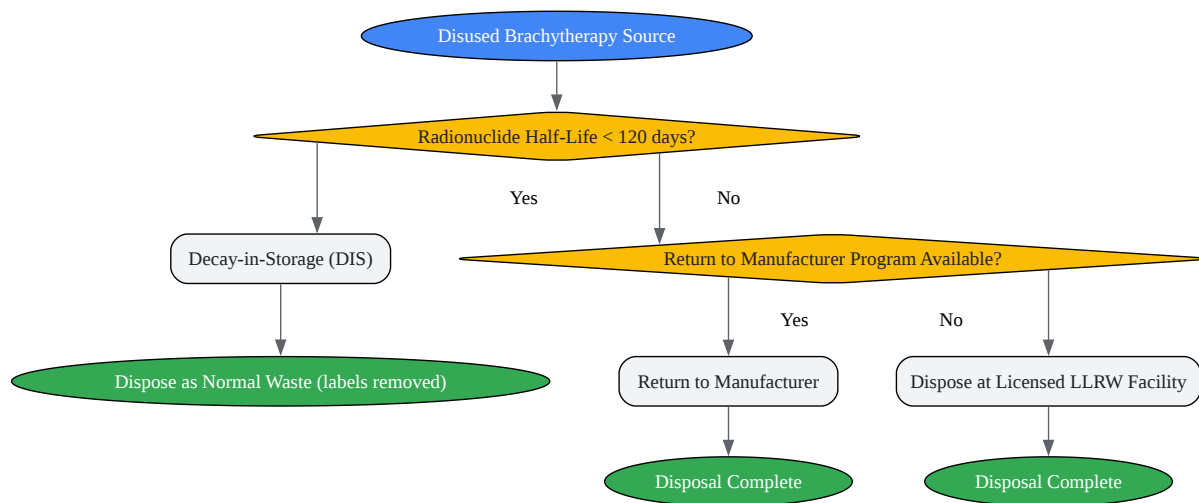 Disused Brachytherapy Source
Radionuclide Half-Life < 120 days?
Yes
No
Decay-in-Storage (DIS)
Return to Manufacturer Program Available?
Yes
No
Dispose as Normal Waste (labels removed)
Return to Manufacturer
Dispose at Licensed LLRW Facility
Disposal Complete
Disposal Complete